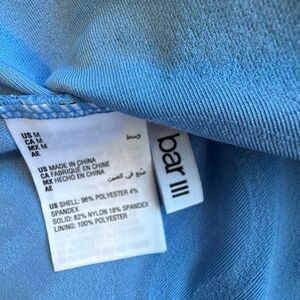 US M
CA M
MX M
AE
وسط
US MADE IN CHINA
CA FABRIQUÉ EN CHINE
MX HECHO EN CHINA
AE
صنع في الصين
US SHELL: 96% POLYESTER 4%
SPANDEX
SOLID: 82% NYLON 18% SPANDEX
LINING: 100% POLYESTER
bar III